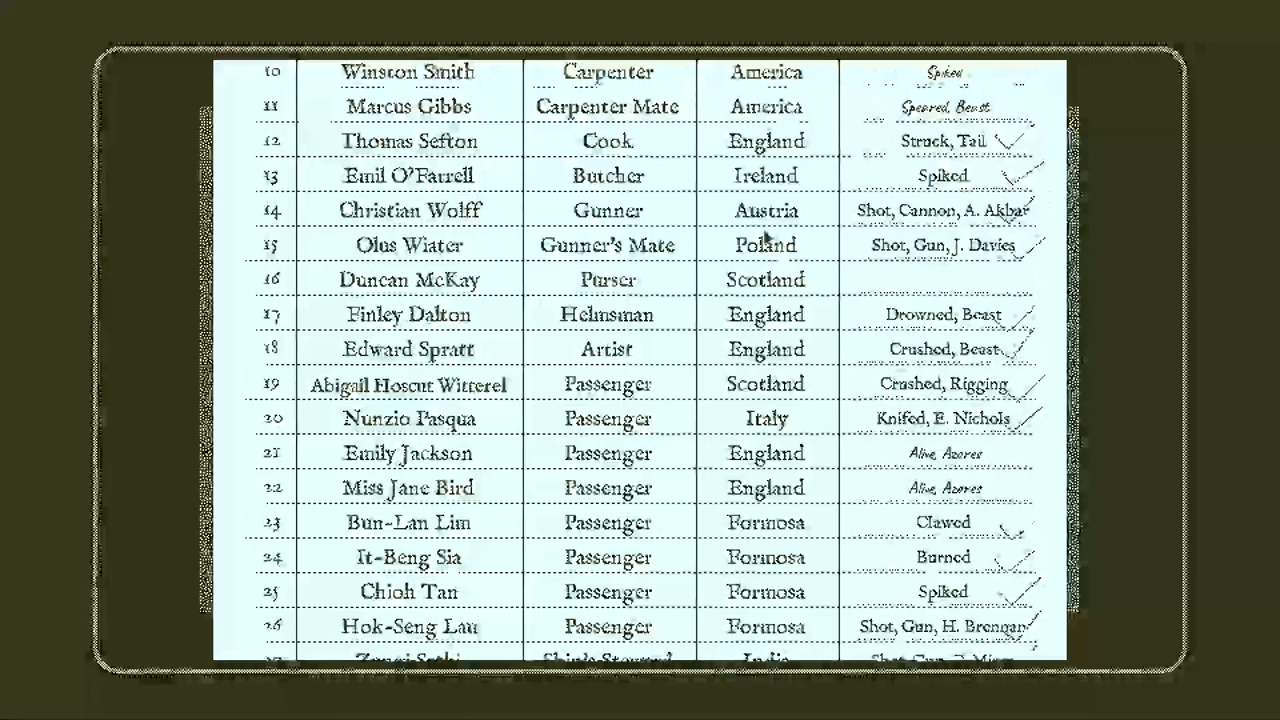 10 Winston Smith Carpenter America Spiked
11 Marcus Gibbs Carpenter Mate America Speared, Beast
12 Thomas Sefton Cook England Struck, Tail
13 Emil O'Farrell Butcher Ireland Spiked
14 Christian Wolff Gunner Austria Shot, Cannon, A. Akbar
15 Olus Wiater Gunner's Mate Poland Shot, Gun, J. Davies
16 Duncan McKay Purser Scotland
17 Finley Dalton Helmsman England Drowned, Beast
18 Edward Spratt Artist England Crushed, Beast
19 Abigail Hoscut Witterel Passenger Scotland Crushed, Rigging
20 Nunzio Pasqua Passenger Italy Knifed, E. Nichols
21 Emily Jackson Passenger England Alive, Azores
22 Miss Jane Bird Passenger England Alive, Azores
23 Bun-Lan Lim Passenger Formosa Clawed
24 It-Beng Sia Passenger Formosa Burned
25 Chioh Tan Passenger Formosa Spiked
26 Hok-Seng Lau Passenger Formosa Shot, Gun, H. Brennan